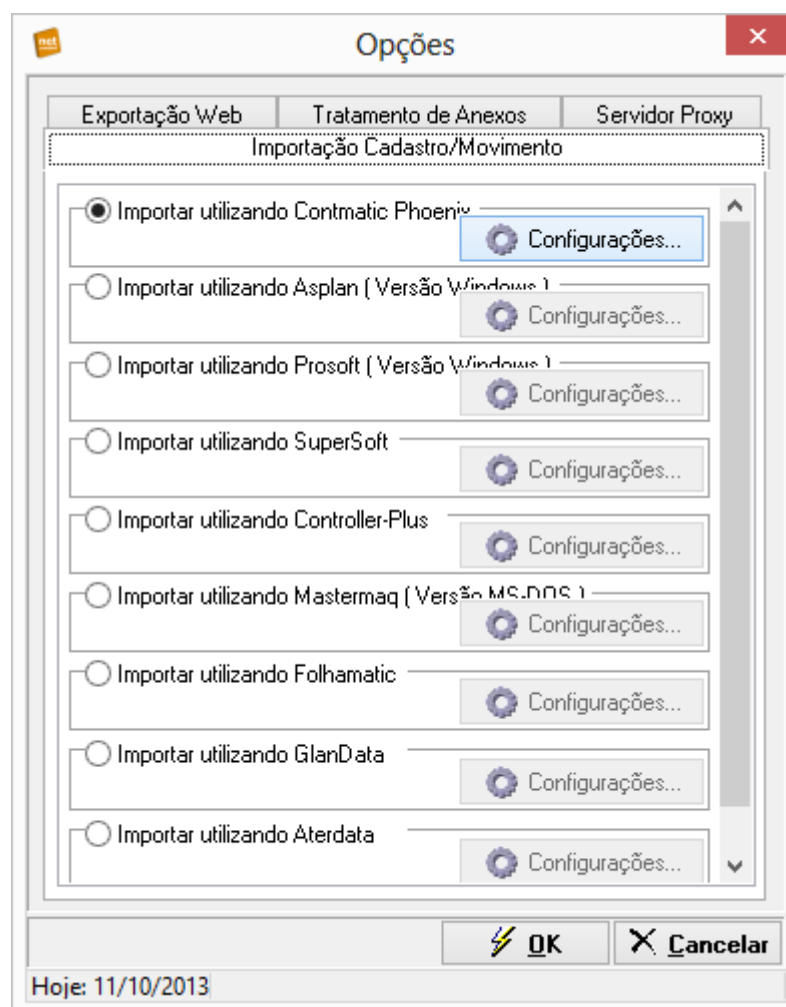 net
Opções
Exportação Web
Tratamento de Anexos
Servidor Proxy
Importação Cadastro/Movimento
Importar utilizando Contmatic Phoenix
Configurações...
Importar utilizando Asplan ( Versão Windows )
Configurações...
Importar utilizando Prosoft ( Versão Windows )
Configurações...
Importar utilizando SuperSoft
Configurações...
Importar utilizando Controller-Plus
Configurações...
Importar utilizando Mastermaq ( Versão MS-DOS )
Configurações...
Importar utilizando Folhamatic
Configurações...
Importar utilizando GlanData
Configurações...
Importar utilizando Aterdata
Configurações...
OK
Cancelar
Hoje: 11/10/2013